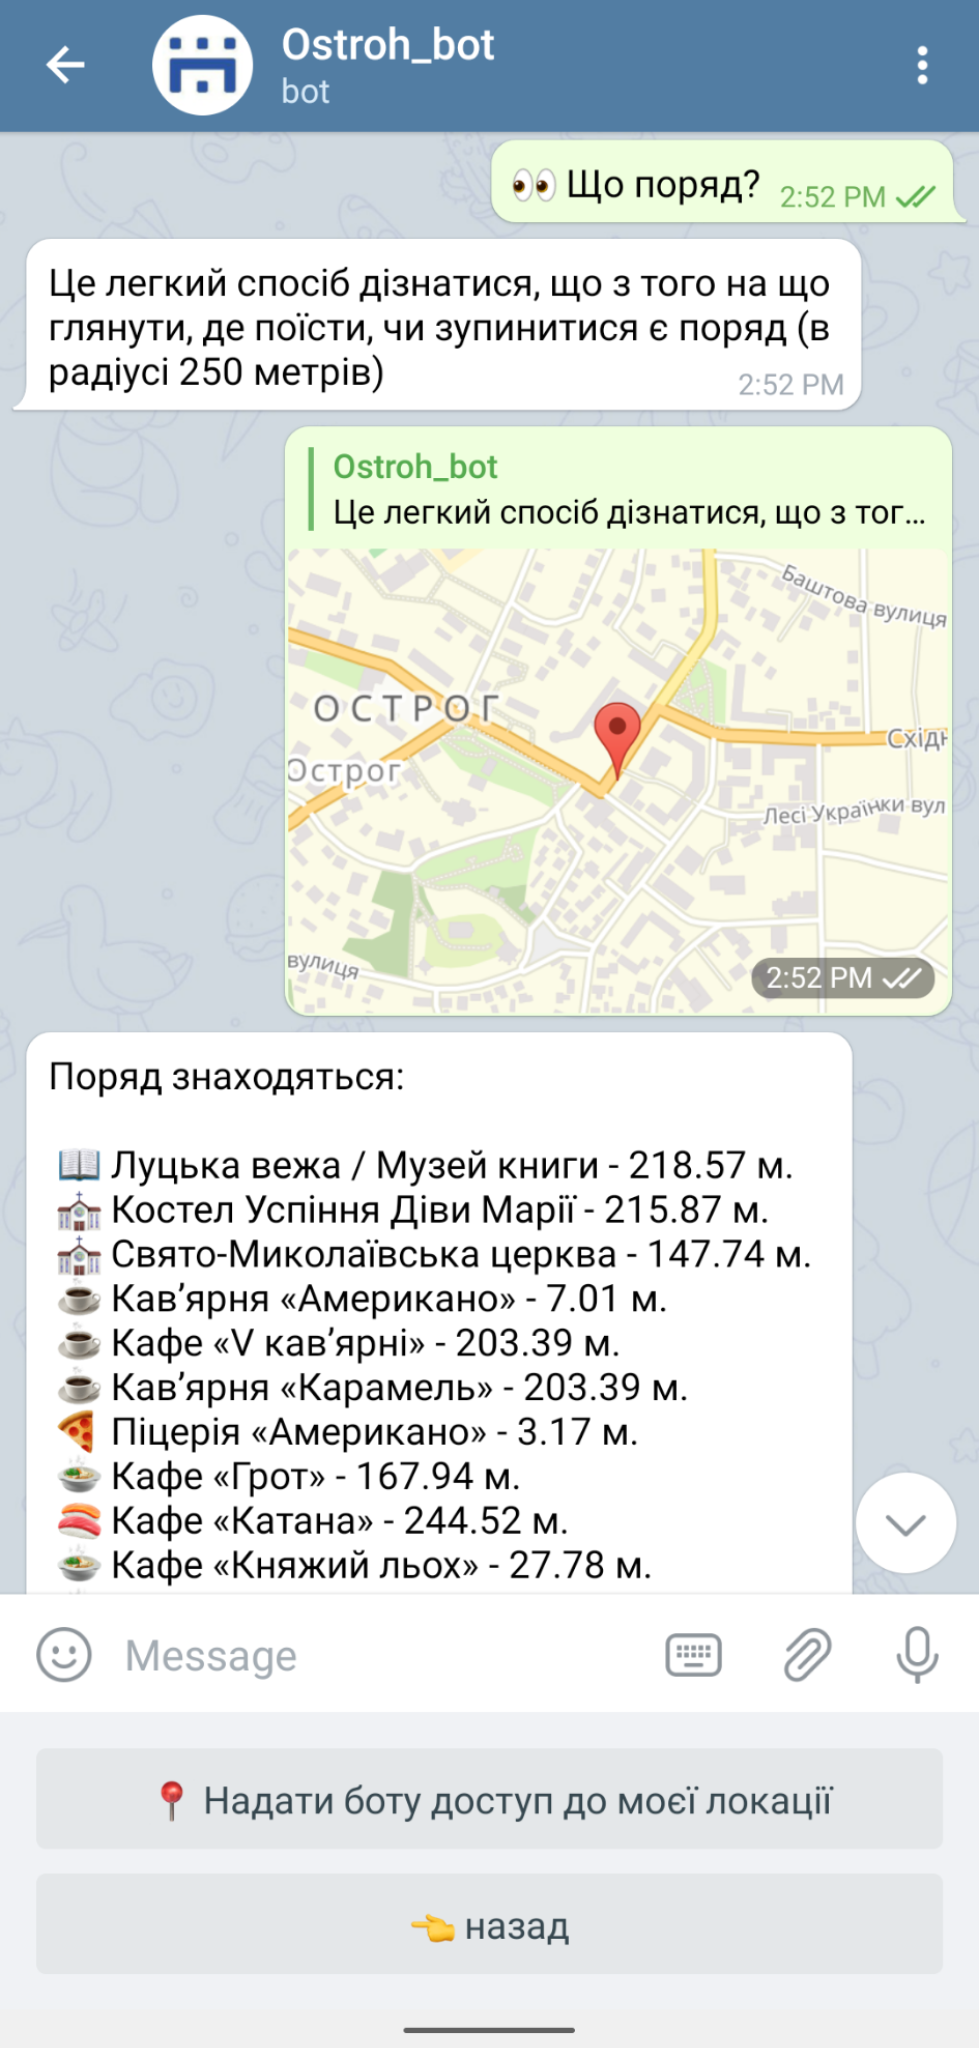 Ostroh_bot
bot
👀 Що поряд? 2:52 PM
Це легкий спосіб дізнатися, що з того на що
глянути, де поїсти, чи зупинитися є поряд (в
радіусі 250 метрів) 2:52 PM
Ostroh_bot
Це легкий спосіб дізнатися, що з тог...
Баштова вулиця
ОСТРОГ
Східн
Острог
Лесі Українки вул
вулиця
2:52 PM
Поряд знаходяться:
📖 Луцька вежа / Музей книги - 218.57 м.
💒 Костел Успіння Діви Марії - 215.87 м.
💒 Свято-Миколаївська церква - 147.74 м.
☕ Кав’ярня «Американо» - 7.01 м.
☕ Кафе «V кав’ярні» - 203.39 м.
☕ Кав’ярня «Карамель» - 203.39 м.
🍕 Піцерія «Американо» - 3.17 м.
🍲 Кафе «Грот» - 167.94 м.
🍣 Кафе «Катана» - 244.52 м.
🍲 Кафе «Княжий льох» - 27.78 м.
Message
📍 Надати боту доступ до моєї локації
👈 назад